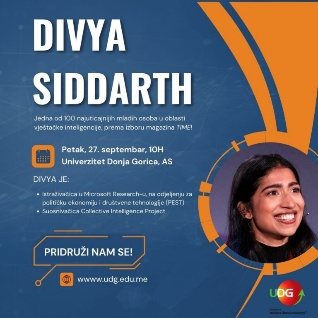 DIVYA
SIDDARTH
Jedna od 100 najuticajnijih mladih osoba u oblasti
vještačke inteligencije, prema izboru magazina TIME!
Petak, 27. septembar, 10H
Univerzitet Donja Gorica, AS
DIVYA JE:
Istraživačica u Microsoft Research-u, na odjeljenju za
političku ekonomiju i društvene tehnologije (PEST)
Suosnivačica Collective Intelligence Project
PRIDRUŽI NAM SE!
www.udg.edu.me
UDG